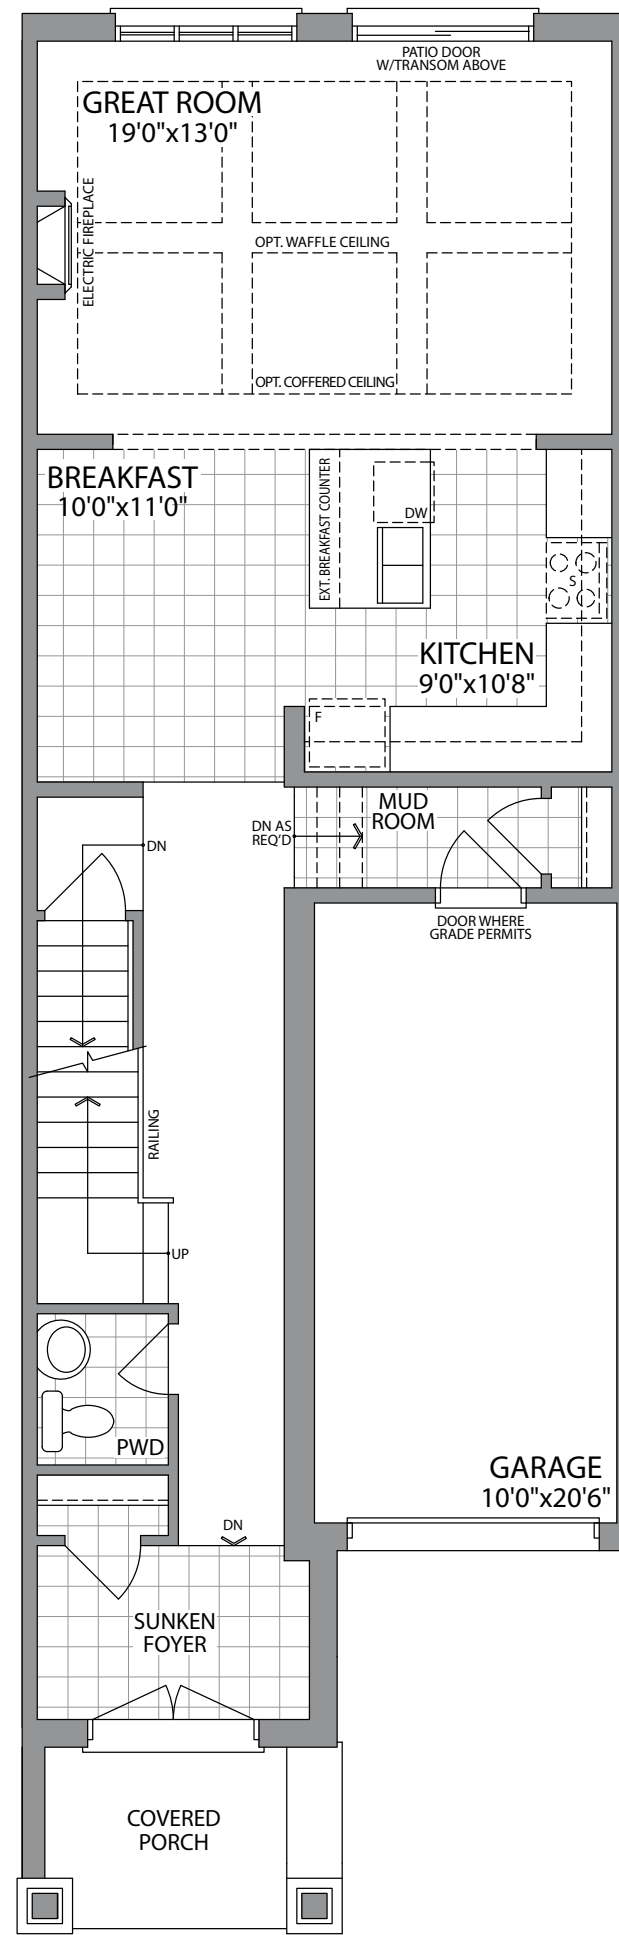 PATIO DOOR
W/TRANSOM ABOVE
GREAT ROOM
19'0"x13'0"
ELECTRIC FIREPLACE
OPT. WAFFLE CEILING
OPT. COFFERED CEILING
BREAKFAST
10'0"x11'0"
EXT. BREAKFAST COUNTER
DW
S
KITCHEN
9'0"x10'8"
F
MUD
ROOM
DN AS
REQ'D
DN
DOOR WHERE
GRADE PERMITS
RAILING
UP
PWD
GARAGE
10'0"x20'6"
DN
SUNKEN
FOYER
COVERED
PORCH